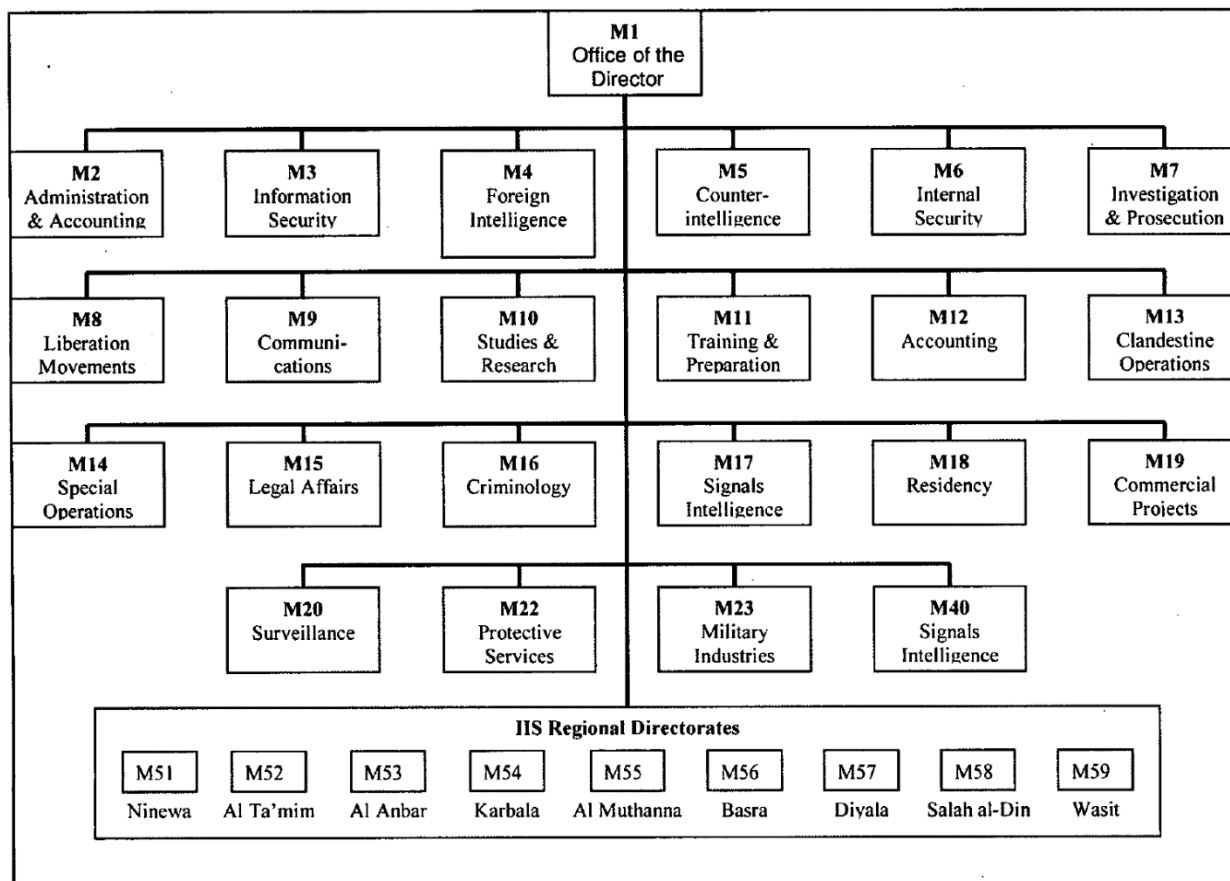 M1
Office of the
Director
M2
Administration
& Accounting
M3
Information
Security
M4
Foreign
Intelligence
M5
Counter-
intelligence
M6
Internal
Security
M7
Investigation
& Prosecution
M8
Liberation
Movements
M9
Communi-
cations
M10
Studies &
Research
M11
Training &
Preparation
M12
Accounting
M13
Clandestine
Operations
M14
Special
Operations
M15
Legal Affairs
M16
Criminology
M17
Signals
Intelligence
M18
Residency
M19
Commercial
Projects
M20
Surveillance
M22
Protective
Services
M23
Military
Industries
M40
Signals
Intelligence
IIS Regional Directorates
M51 M52 M53 M54 M55 M56 M57 M58 M59
Ninewa Al Ta'mim Al Anbar Karbala Al Muthanna Basra Diyala Salah al-Din Wasit